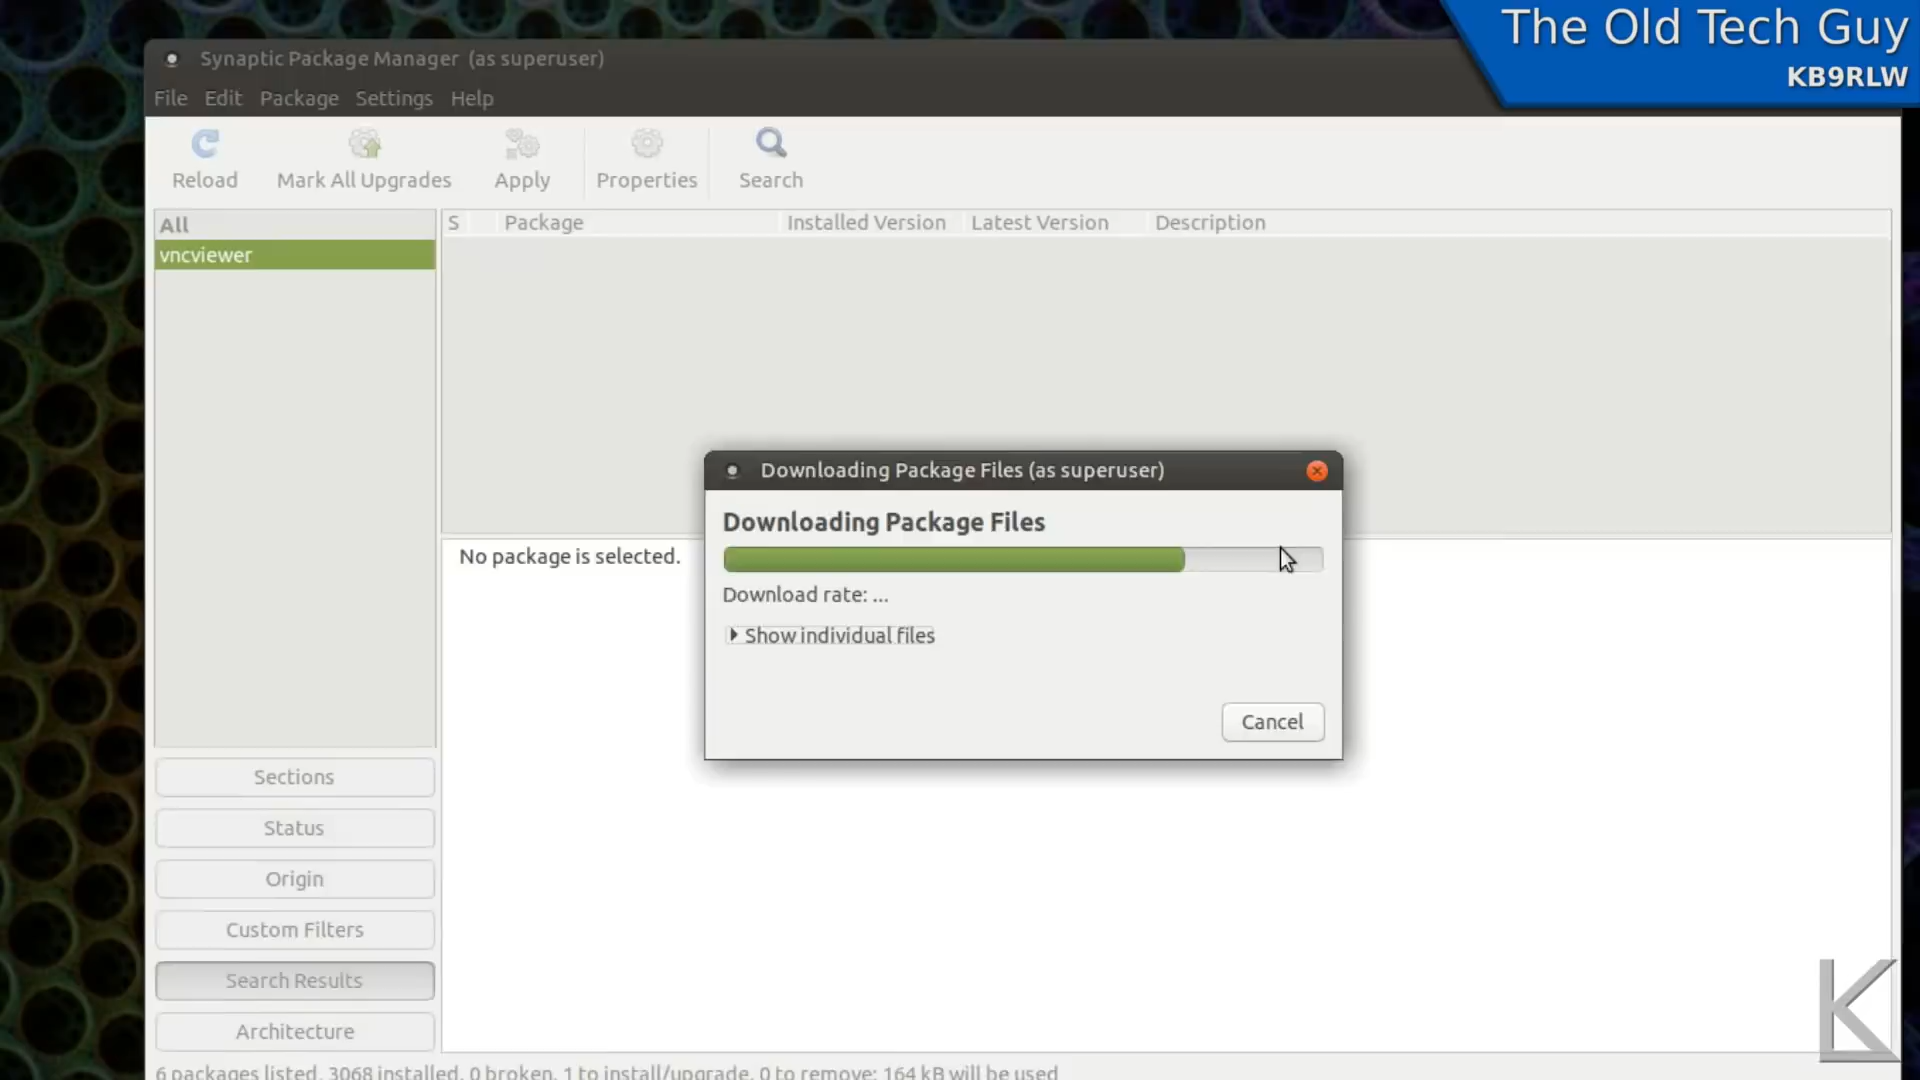 The Old Tech Guy
KB9RLW
Synaptic Package Manager (as superuser)
File Edit Package Settings Help
Reload Mark All Upgrades Apply Properties Search
All
vncviewer
S Package Installed Version Latest Version Description
Downloading Package Files (as superuser)
Downloading Package Files
No package is selected.
Download rate: ...
Show individual files
Cancel
Sections
Status
Origin
Custom Filters
Search Results
Architecture
K
6 packages listed, 3068 installed, 0 broken. 1 to install/upgrade, 0 to remove; 164 kB will be used